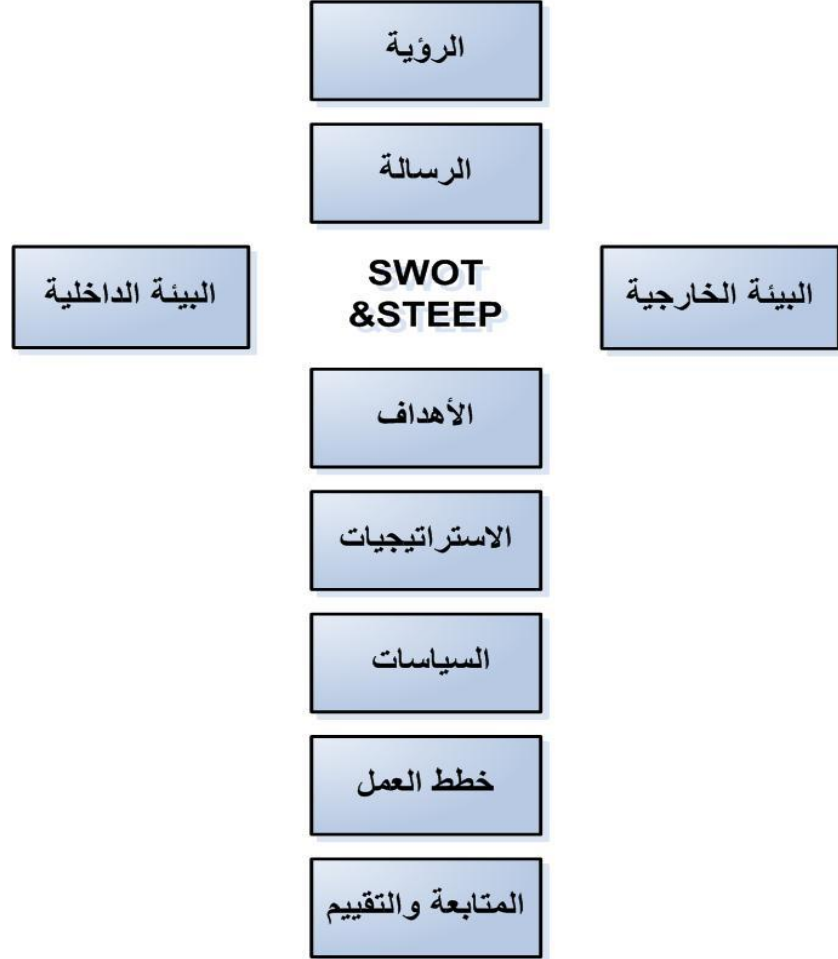 الرؤية
الرسالة
البيئة الخارجية
SWOT
&STEEP
البيئة الداخلية
الأهداف
الاستراتيجيات
السياسات
خطط العمل
المتابعة والتقييم